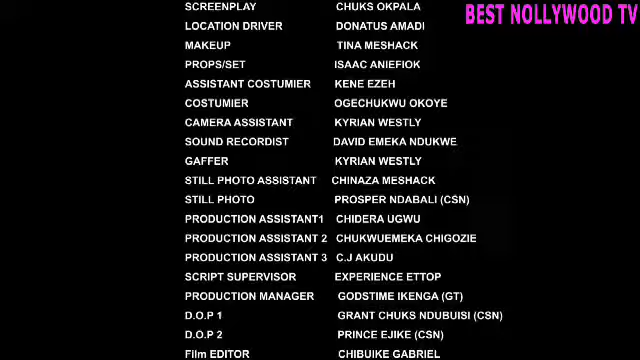 BEST NOLLYWOOD TV
SCREENPLAY CHUKS OKPALA
LOCATION DRIVER DONATUS AMADI
MAKEUP TINA MESHACK
PROPS/SET ISAAC ANIEFIOK
ASSISTANT COSTUMIER KENE EZEH
COSTUMIER OGECHUKWU OKOYE
CAMERA ASSISTANT KYRIAN WESTLY
SOUND RECORDIST DAVID EMEKA NDUKWE
GAFFER KYRIAN WESTLY
STILL PHOTO ASSISTANT CHINAZA MESHACK
STILL PHOTO PROSPER NDABALI (CSN)
PRODUCTION ASSISTANT1 CHIDERA UGWU
PRODUCTION ASSISTANT 2 CHUKWUEMEKA CHIGOZIE
PRODUCTION ASSISTANT 3 C.J AKUDU
SCRIPT SUPERVISOR EXPERIENCE ETTOP
PRODUCTION MANAGER GODSTIME IKENGA (GT)
D.O.P 1 GRANT CHUKS NDUBUISI (CSN)
D.O.P 2 PRINCE EJIKE (CSN)
Film EDITOR CHIBUIKE GABRIEL